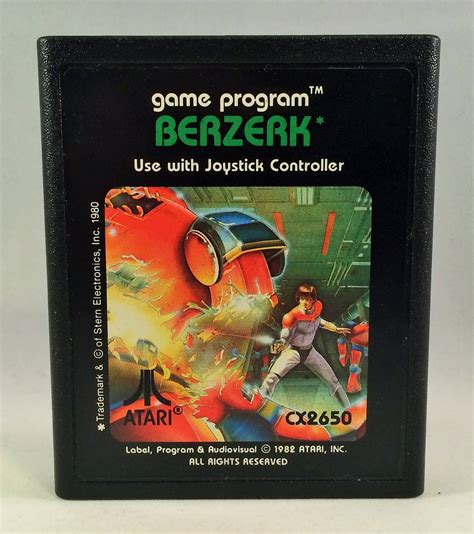 game program™
BERZERK*
Use with Joystick Controller
* Trademark & © of Stern Electronics, Inc. 1980
ATARI®
CX2650
Label, Program & Audiovisual © 1982 ATARI, INC.
ALL RIGHTS RESERVED